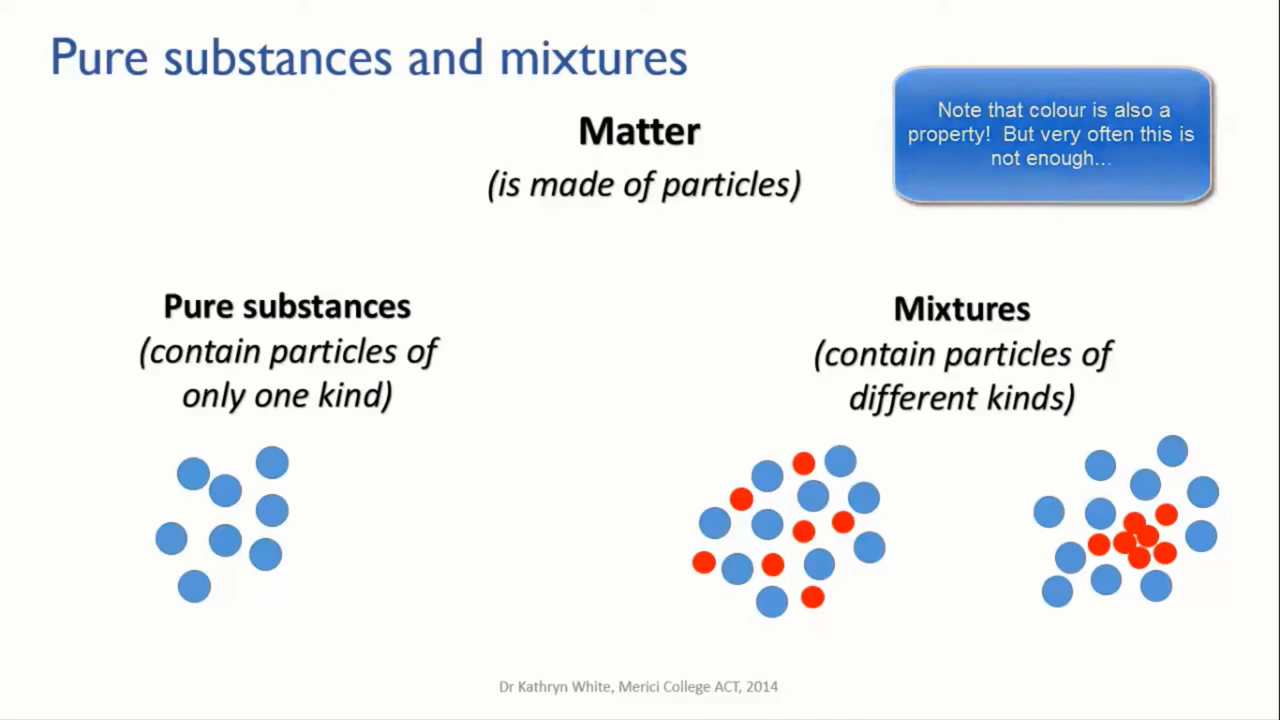 Pure substances and mixtures
Matter
(is made of particles)
Note that colour is also a
property! But very often this is
not enough...
Pure substances
(contain particles of
only one kind)
Mixtures
(contain particles of
different kinds)
Dr Kathryn White, Merici College ACT, 2014